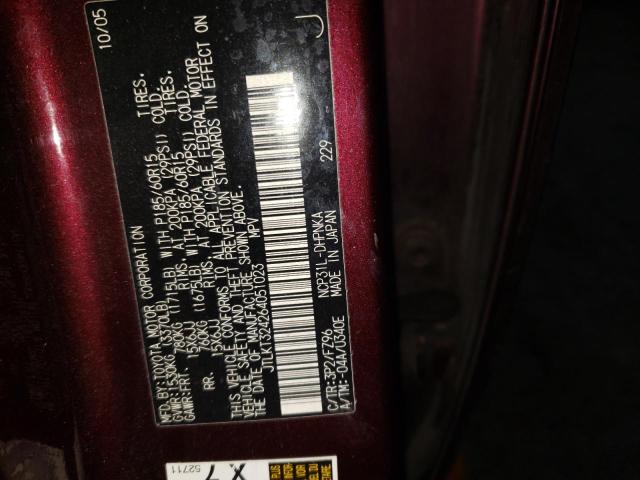 MFD. BY: TOYOTA MOTOR CORPORATION 10/05
GVWR: 1530KG (3370LB)
GAWR: FRT. 780KG (1715LB) WITH P185/60R15 TIRES,
15X6JJ RIMS, AT 200KPA (29PSI) COLD.
RR. 760KG (1675LB) WITH P185/60R15 TIRES,
15X6JJ RIMS, AT 200KPA (29PSI) COLD.
THIS VEHICLE CONFORMS TO ALL APPLICABLE FEDERAL MOTOR
VEHICLE SAFETY AND THEFT PREVENTION STANDARDS IN EFFECT ON
THE DATE OF MANUFACTURE SHOWN ABOVE.
JTLKT324264051023 MPV J
229
C/TR: 3P2/FZ96 NCP31L-DHPNKA
A/TM: -04A/U340E MADE IN JAPAN
52711